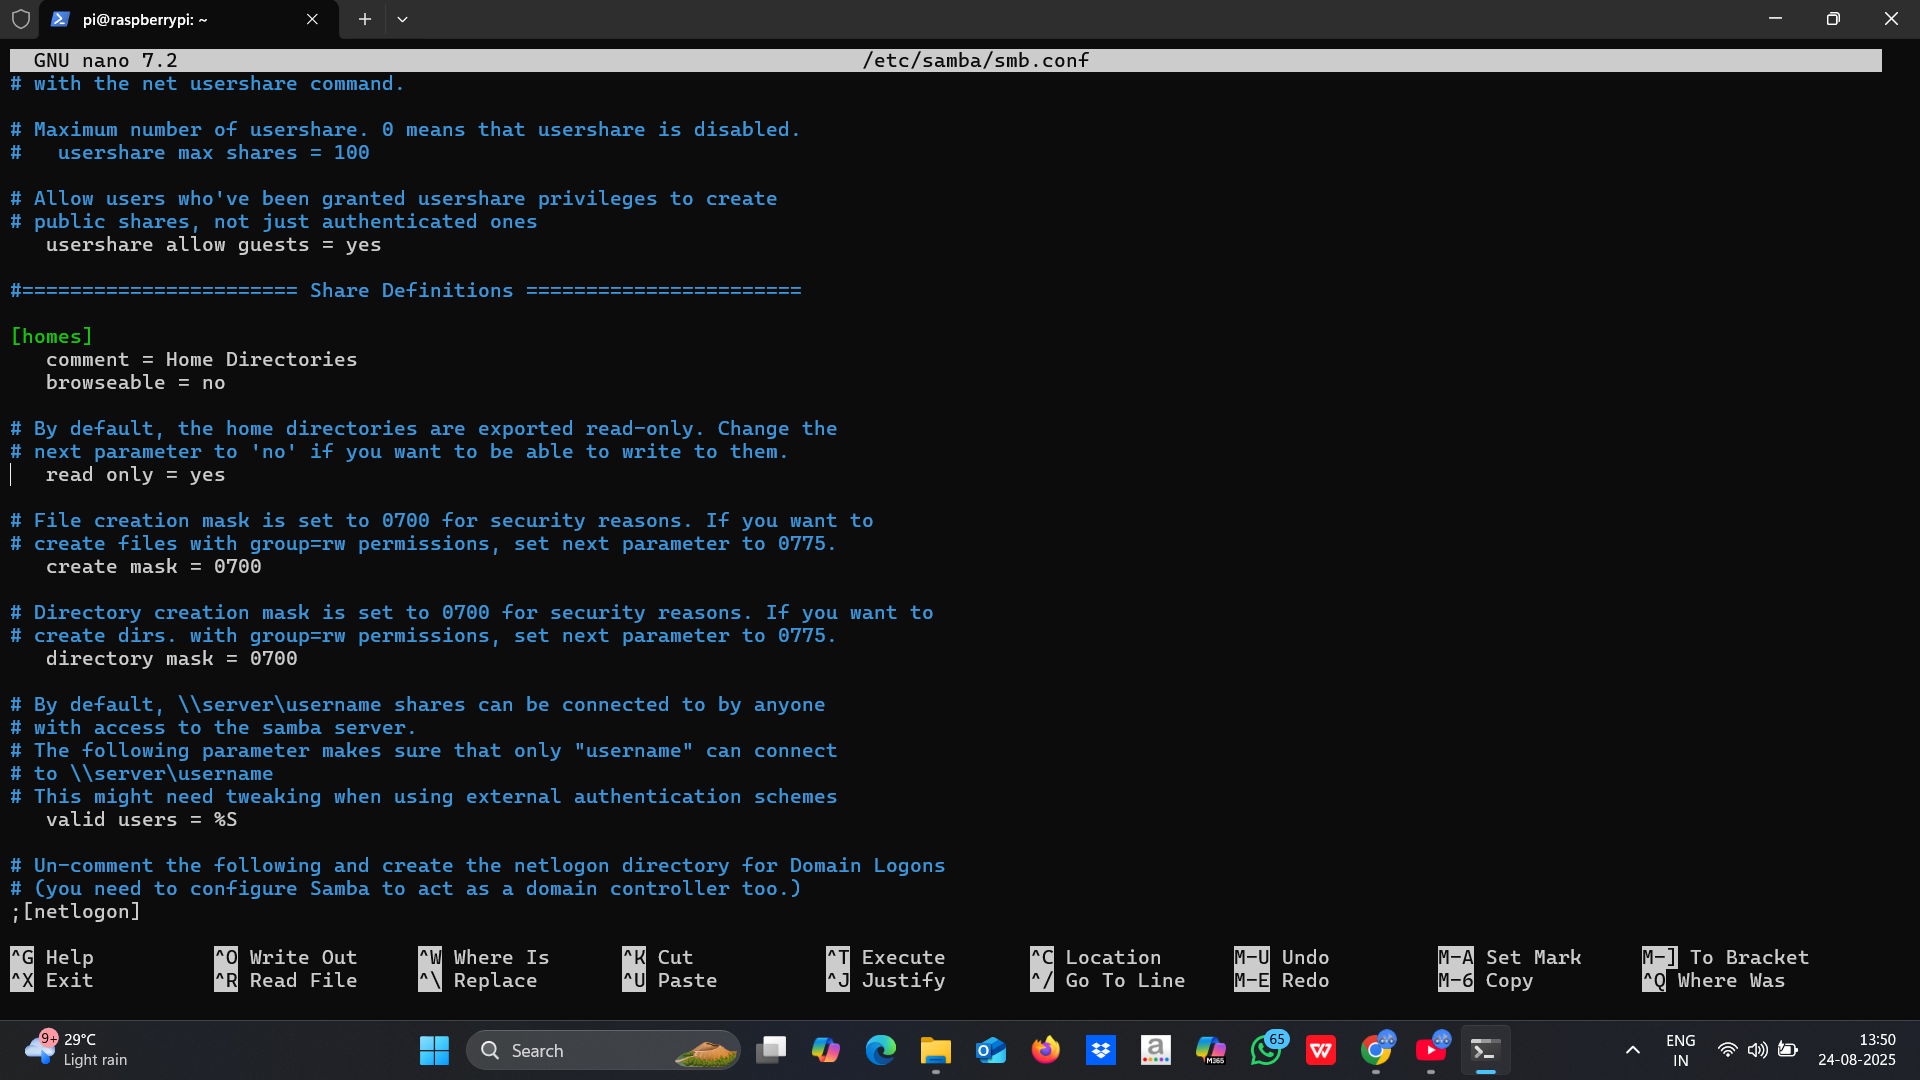 pi@raspberrypi: ~
GNU nano 7.2 /etc/samba/smb.conf
# with the net usershare command.
# Maximum number of usershare. 0 means that usershare is disabled.
#   usershare max shares = 100
# Allow users who've been granted usershare privileges to create
# public shares, not just authenticated ones
   usershare allow guests = yes
#======================= Share Definitions =======================
[homes]
   comment = Home Directories
   browseable = no
# By default, the home directories are exported read-only. Change the
# next parameter to 'no' if you want to be able to write to them.
   read only = yes
# File creation mask is set to 0700 for security reasons. If you want to
# create files with group=rw permissions, set next parameter to 0775.
   create mask = 0700
# Directory creation mask is set to 0700 for security reasons. If you want to
# create dirs. with group=rw permissions, set next parameter to 0775.
   directory mask = 0700
# By default, \\server\username shares can be connected to by anyone
# with access to the samba server.
# The following parameter makes sure that only "username" can connect
# to \\server\username
# This might need tweaking when using external authentication schemes
   valid users = %S
# Un-comment the following and create the netlogon directory for Domain Logons
# (you need to configure Samba to act as a domain controller too.)
;[netlogon]
^G Help ^O Write Out ^W Where Is ^K Cut ^T Execute ^C Location M-U Undo M-A Set Mark M-] To Bracket
^X Exit ^R Read File ^\ Replace ^U Paste ^J Justify ^/ Go To Line M-E Redo M-6 Copy ^Q Where Was
9+ 29°C
Light rain
Search
a
M365
65
W
ENG
IN
13:50
24-08-2025